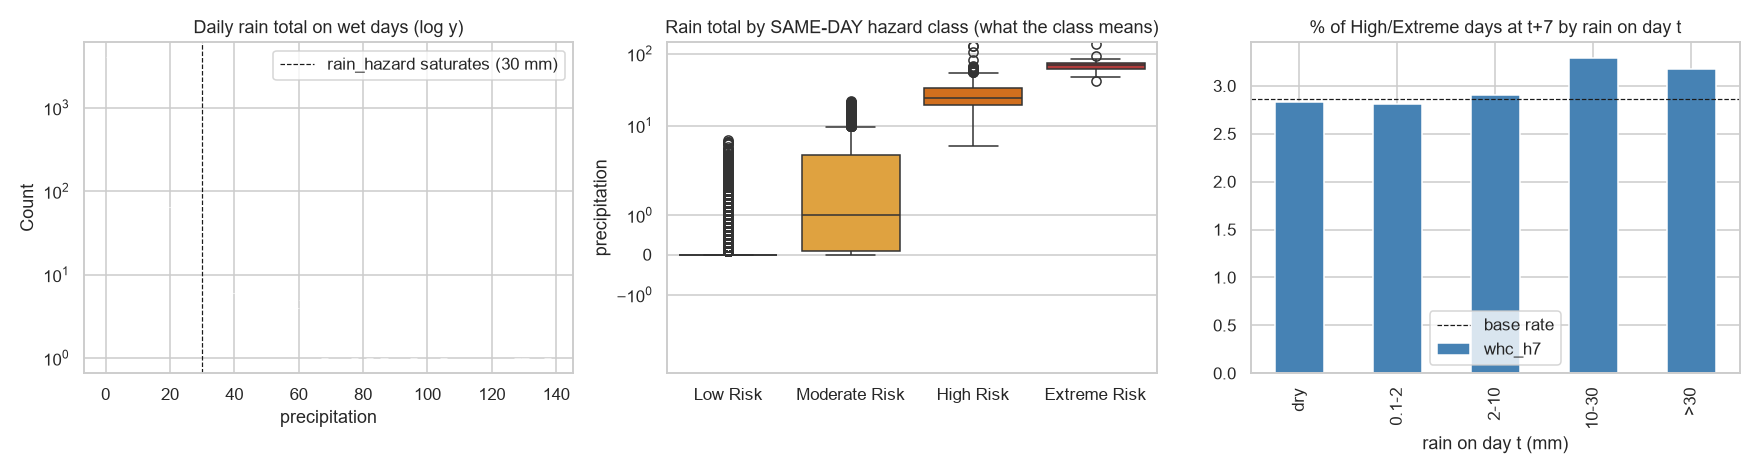 Daily rain total on wet days (log y)
rain_hazard saturates (30 mm)
10³
10²
10¹
10⁰
Count
0 20 40 60 80 100 120 140
precipitation
Rain total by SAME-DAY hazard class (what the class means)
10²
10¹
10⁰
0
−10⁰
precipitation
Low Risk Moderate Risk High Risk Extreme Risk
% of High/Extreme days at t+7 by rain on day t
3.0
2.5
2.0
1.5
1.0
0.5
0.0
base rate
whc_h7
dry 0.1-2 2-10 10-30 >30
rain on day t (mm)